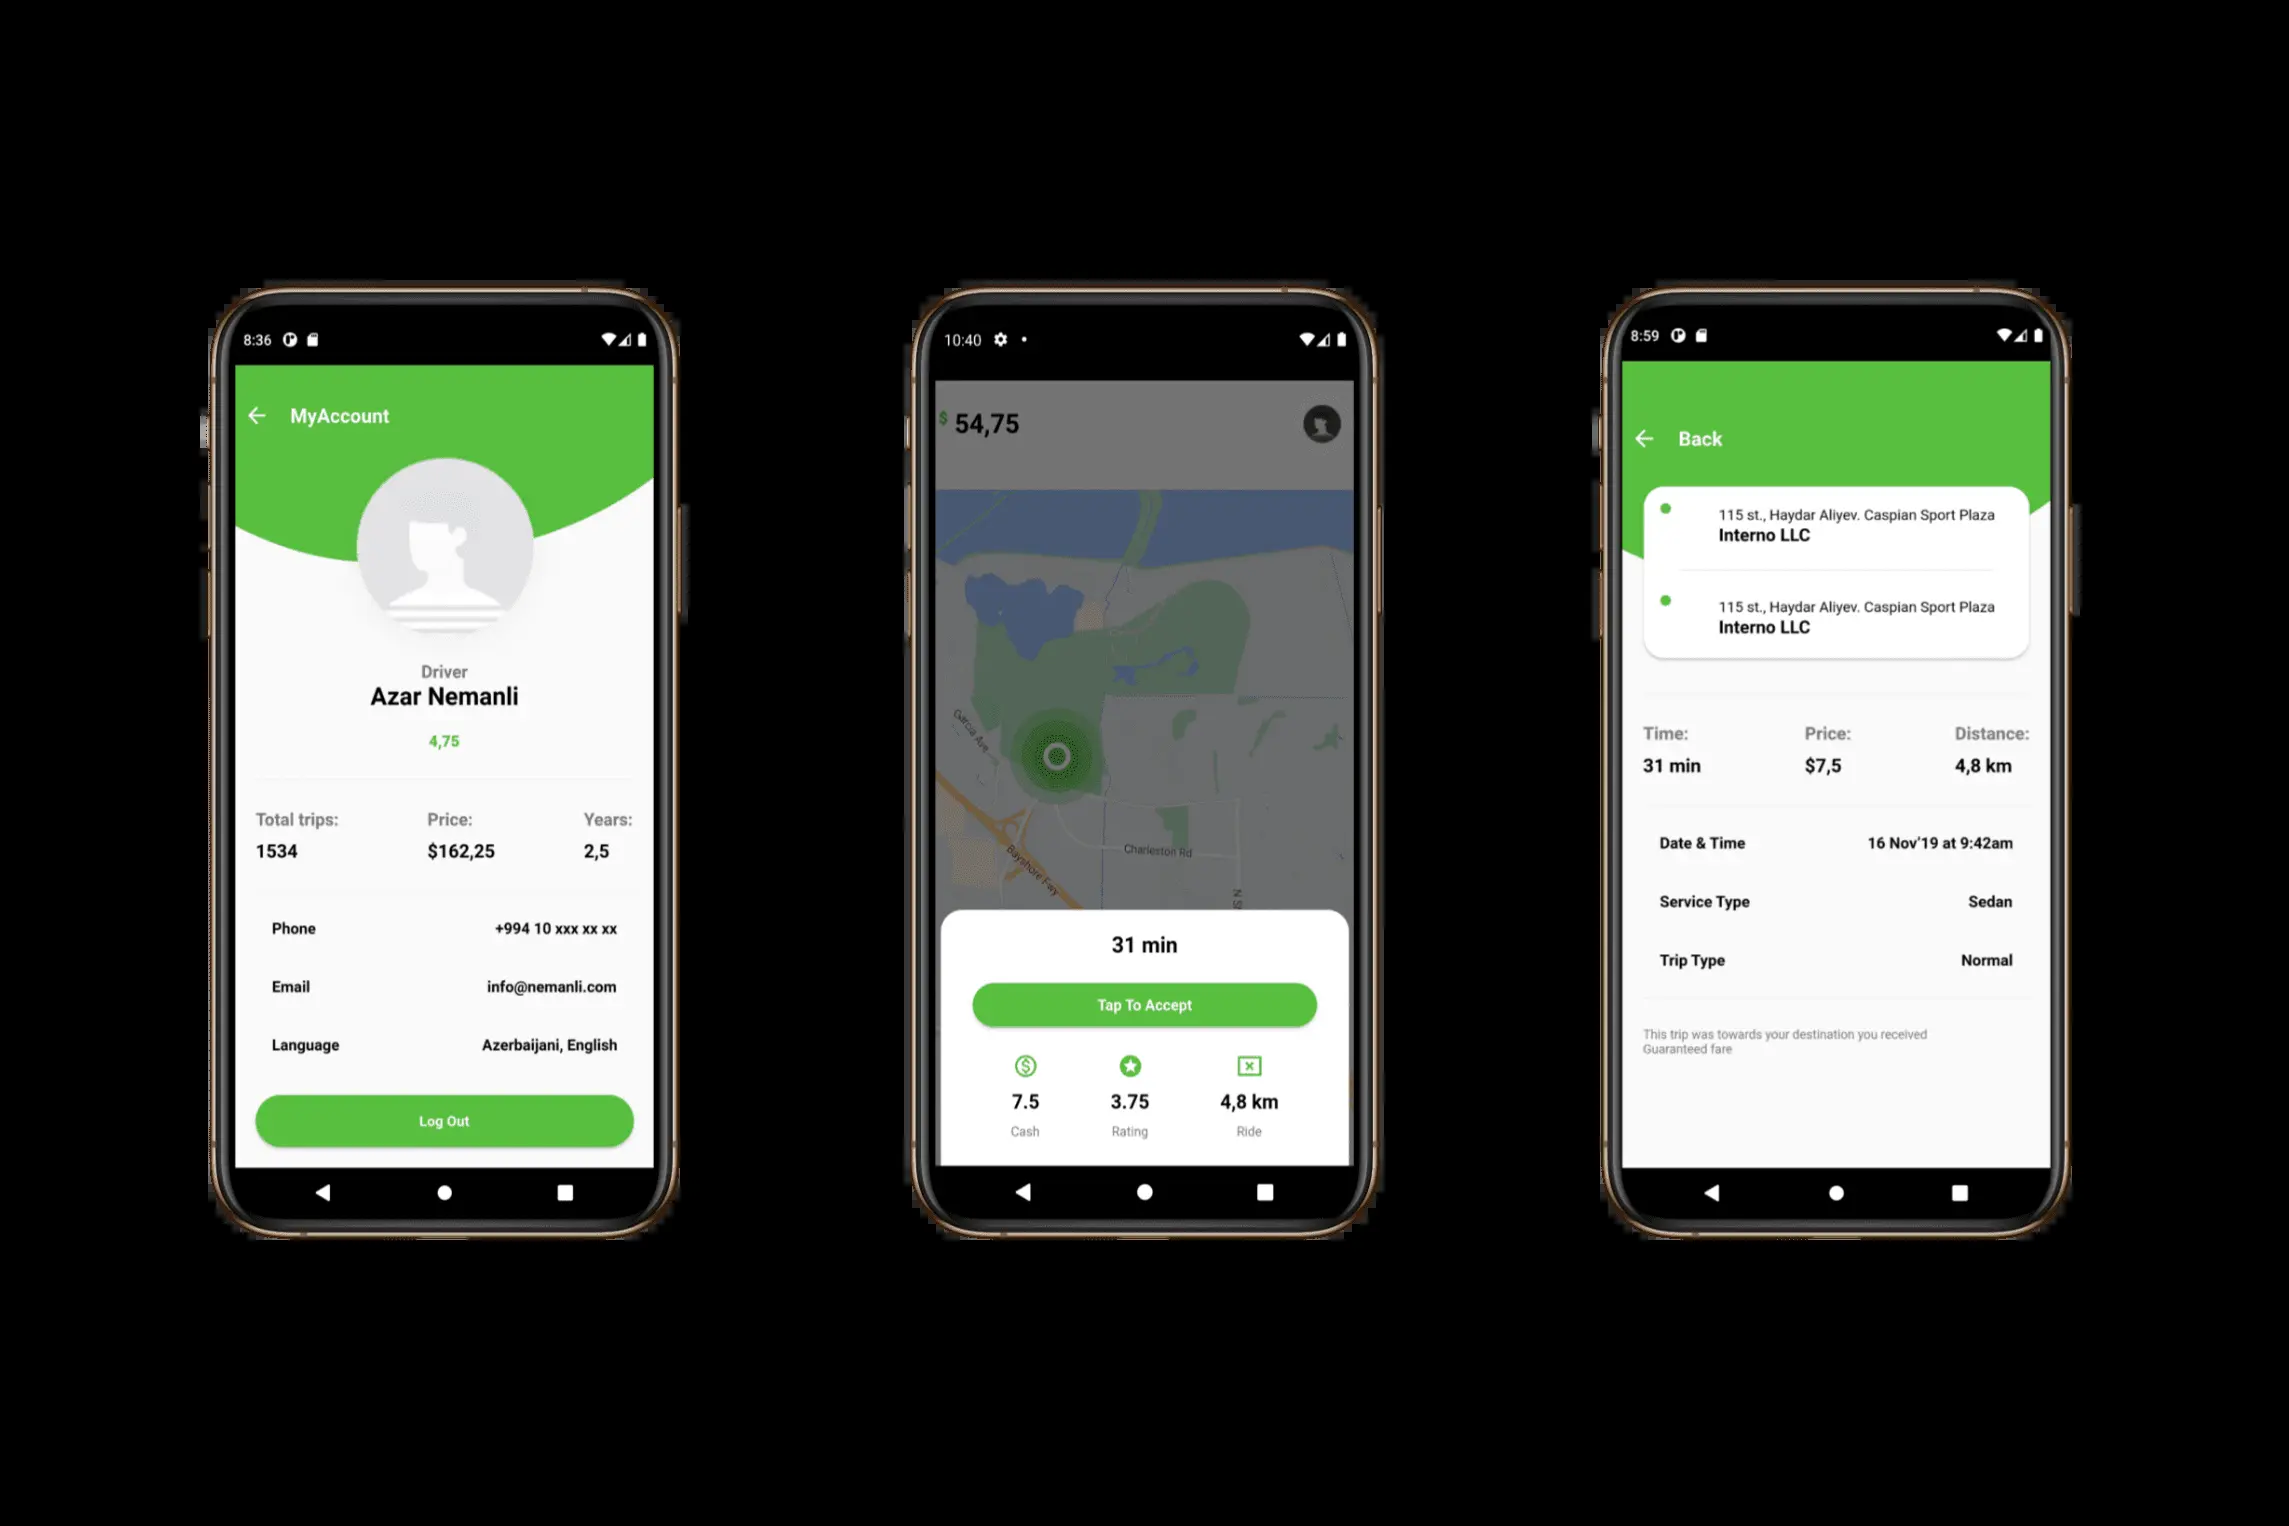 8:36
MyAccount
Driver
Azar Nemanli
4,75
Total trips: Price: Years:
1534 $162,25 2,5
Phone +994 10 xxx xx xx
Email info@nemanli.com
Language Azerbaijani, English
Log Out
10:40
$ 54,75
Garcia Ave
Bayshore Fwy
Charleston Rd
31 min
Tap To Accept
7.5 3.75 4,8 km
Cash Rating Ride
8:59
Back
115 st., Haydar Aliyev. Caspian Sport Plaza
Interno LLC
115 st., Haydar Aliyev. Caspian Sport Plaza
Interno LLC
Time: Price: Distance:
31 min $7,5 4,8 km
Date & Time 16 Nov'19 at 9:42am
Service Type Sedan
Trip Type Normal
This trip was towards your destination you received
Guaranteed fare